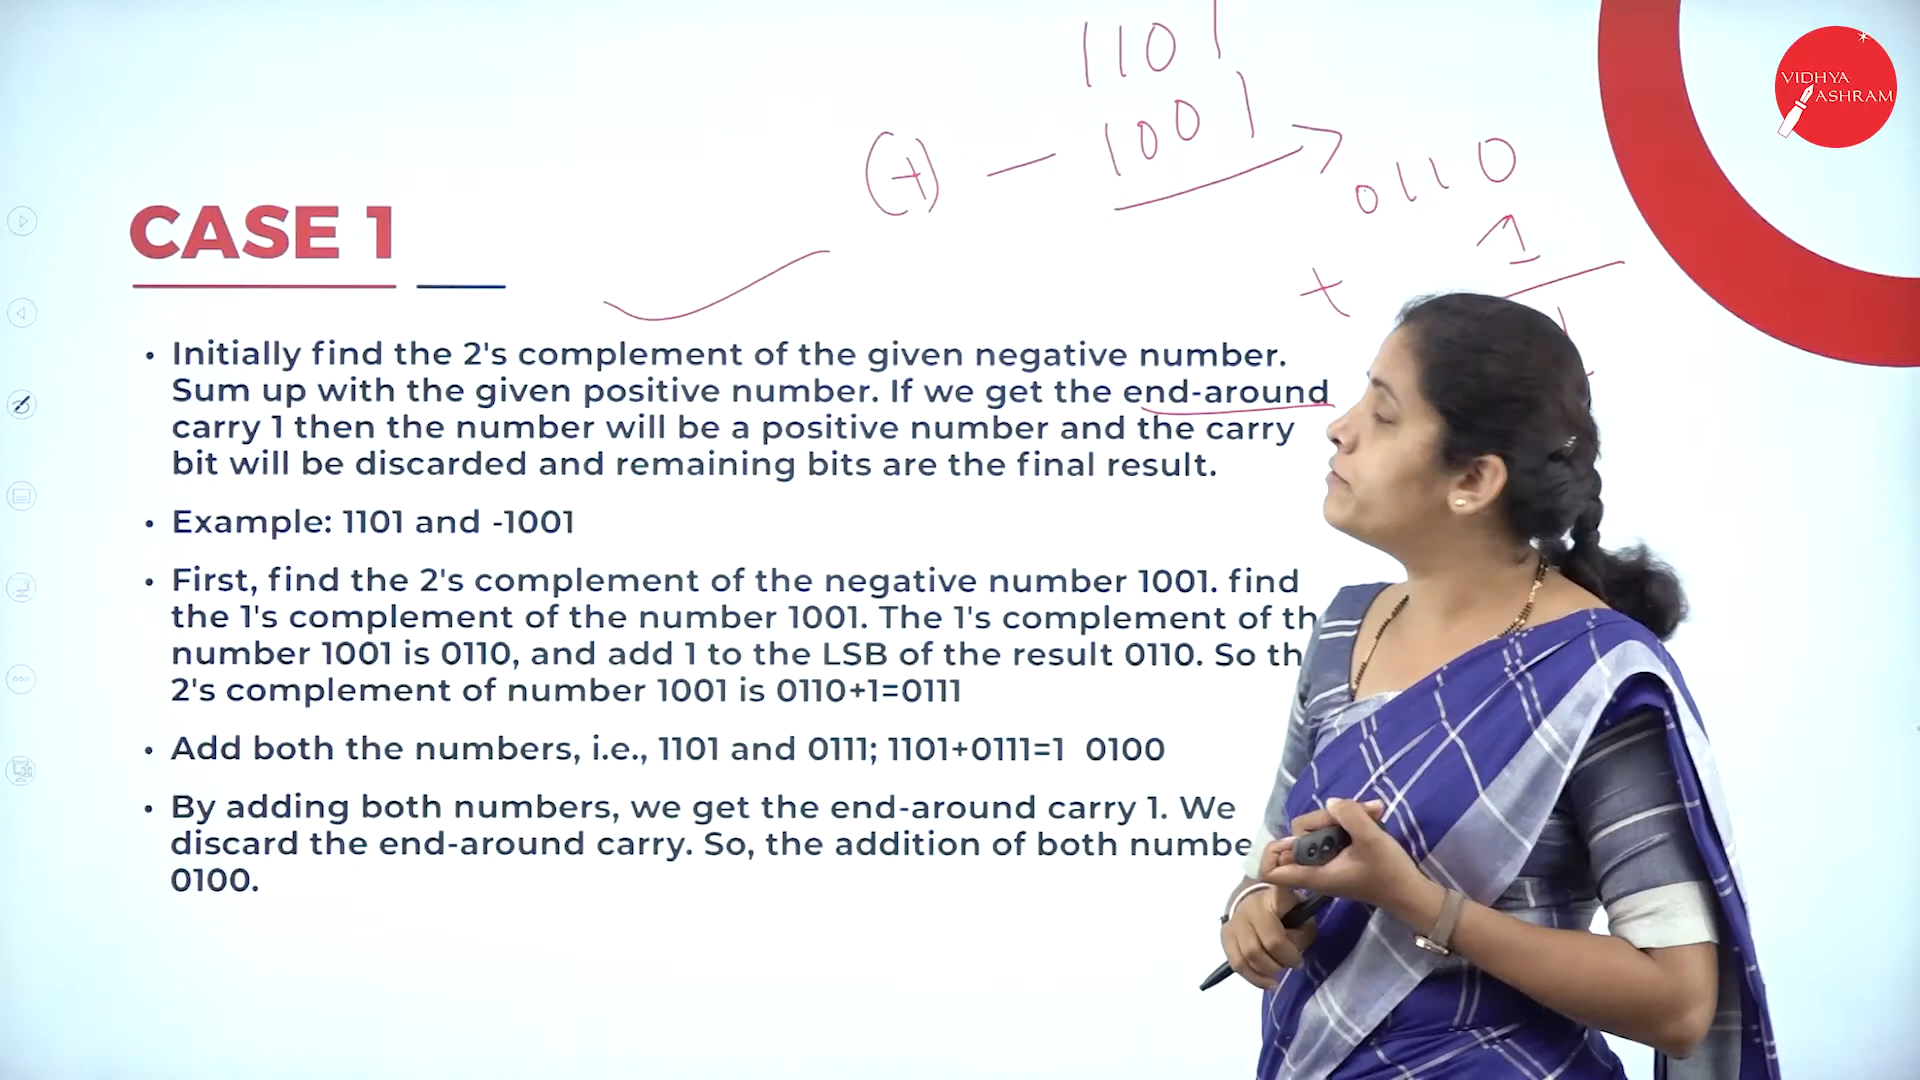 1101
(+) – 1001
0110
1
+
VIDHYA
ASHRAM
CASE 1
• Initially find the 2's complement of the given negative number.
Sum up with the given positive number. If we get the end-around
carry 1 then the number will be a positive number and the carry
bit will be discarded and remaining bits are the final result.
• Example: 1101 and -1001
• First, find the 2's complement of the negative number 1001. find
the 1's complement of the number 1001. The 1's complement of th
number 1001 is 0110, and add 1 to the LSB of the result 0110. So th
2's complement of number 1001 is 0110+1=0111
• Add both the numbers, i.e., 1101 and 0111; 1101+0111=1 0100
• By adding both numbers, we get the end-around carry 1. We
discard the end-around carry. So, the addition of both numbe
0100.